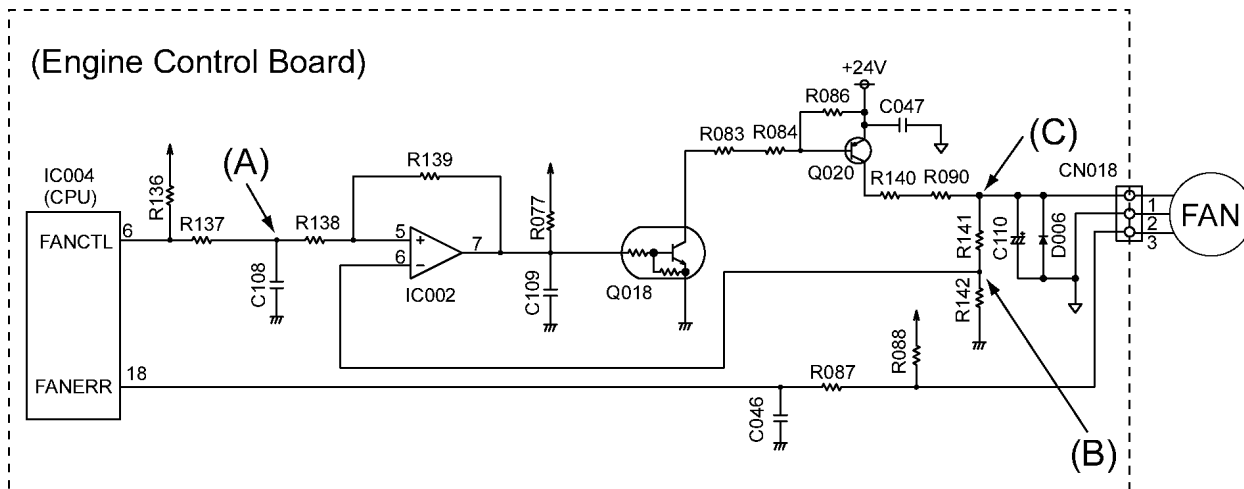 (Engine Control Board)
+24V
R086
C047
(C)
R083
R084
CN018
(A)
R139
Q020
IC004
(CPU)
R136
R077
R140
R090
R137
R138
1
FAN
FANCTL
6
5
+
7
R141
C110
+
D006
2
6
−
3
C108
IC002
C109
Q018
R142
R088
FANERR
18
R087
C046
(B)